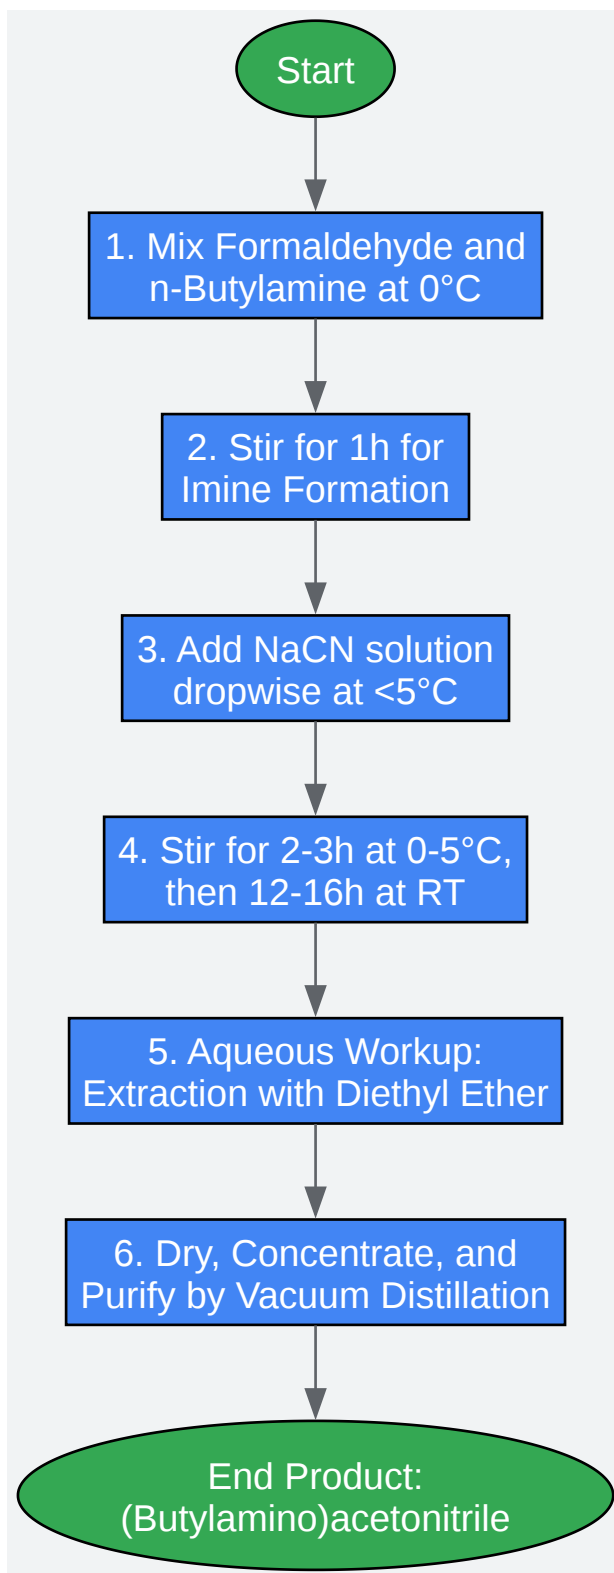 Start
1. Mix Formaldehyde and
n-Butylamine at 0°C
2. Stir for 1h for
Imine Formation
3. Add NaCN solution
dropwise at <5°C
4. Stir for 2-3h at 0-5°C,
then 12-16h at RT
5. Aqueous Workup:
Extraction with Diethyl Ether
6. Dry, Concentrate, and
Purify by Vacuum Distillation
End Product:
(Butylamino)acetonitrile